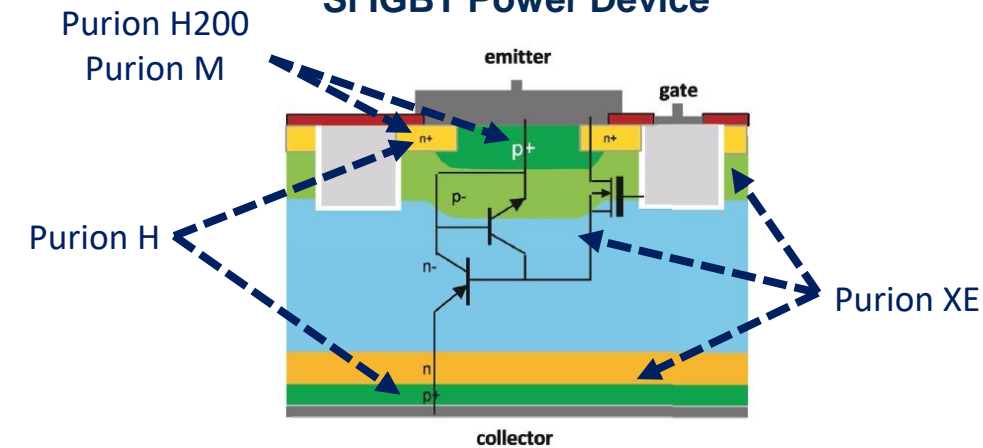 Si IGBT Power Device
Purion H200
Purion M
emitter
gate
n+
p+
n+
p-
Purion H
n-
Purion XE
n
p+
collector